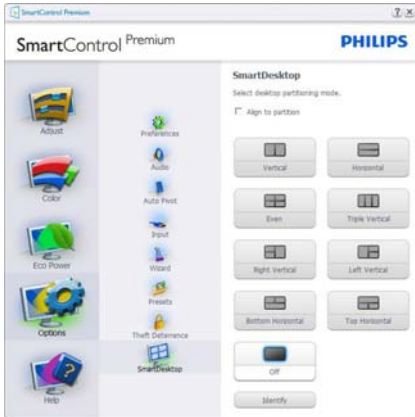 SmartControl Premium
SmartControl Premium
PHILIPS
Adjust
Color
Eco Power
Options
Help
Preferences
Audio
Auto Pivot
Input
Wizard
Presets
Theft Deterrence
SmartDesktop
SmartDesktop
Select desktop partitioning mode.
Align to partition
Vertical
Horizontal
Even
Triple Vertical
Right Vertical
Left Vertical
Bottom Horizontal
Top Horizontal
Off
Identify